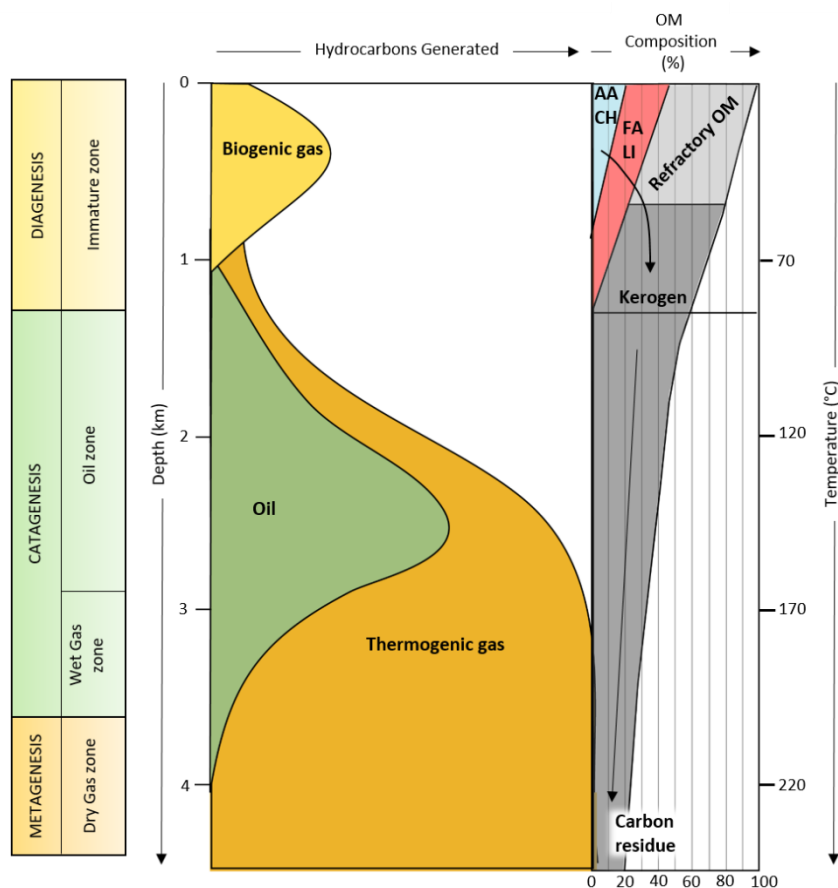 Hydrocarbons Generated
OM
Composition
(%)
DIAGENESIS
Immature zone
CATAGENESIS
Oil zone
Wet Gas
zone
METAGENESIS
Dry Gas zone
Depth (km)
0
1
2
3
4
Biogenic gas
Oil
Thermogenic gas
AA
CH
FA
LI
Refractory OM
Kerogen
Carbon
residue
0 20 40 60 80 100
70
120
170
220
Temperature (°C)